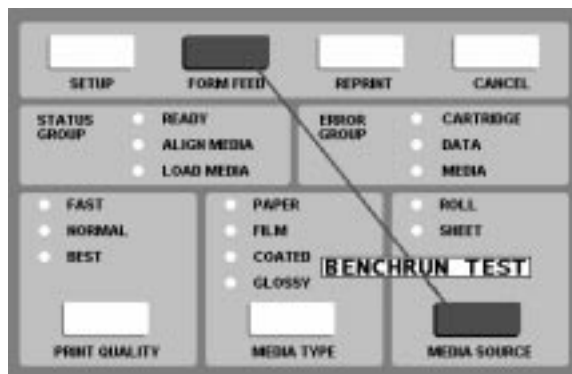 SETUP
FORM FEED
REPRINT
CANCEL
STATUS GROUP
READY
ALIGN MEDIA
LOAD MEDIA
ERROR GROUP
CARTRIDGE
DATA
MEDIA
FAST
NORMAL
BEST
PRINT QUALITY
PAPER
FILM
COATED
GLOSSY
MEDIA TYPE
ROLL
SHEET
BENCHRUN TEST
MEDIA SOURCE